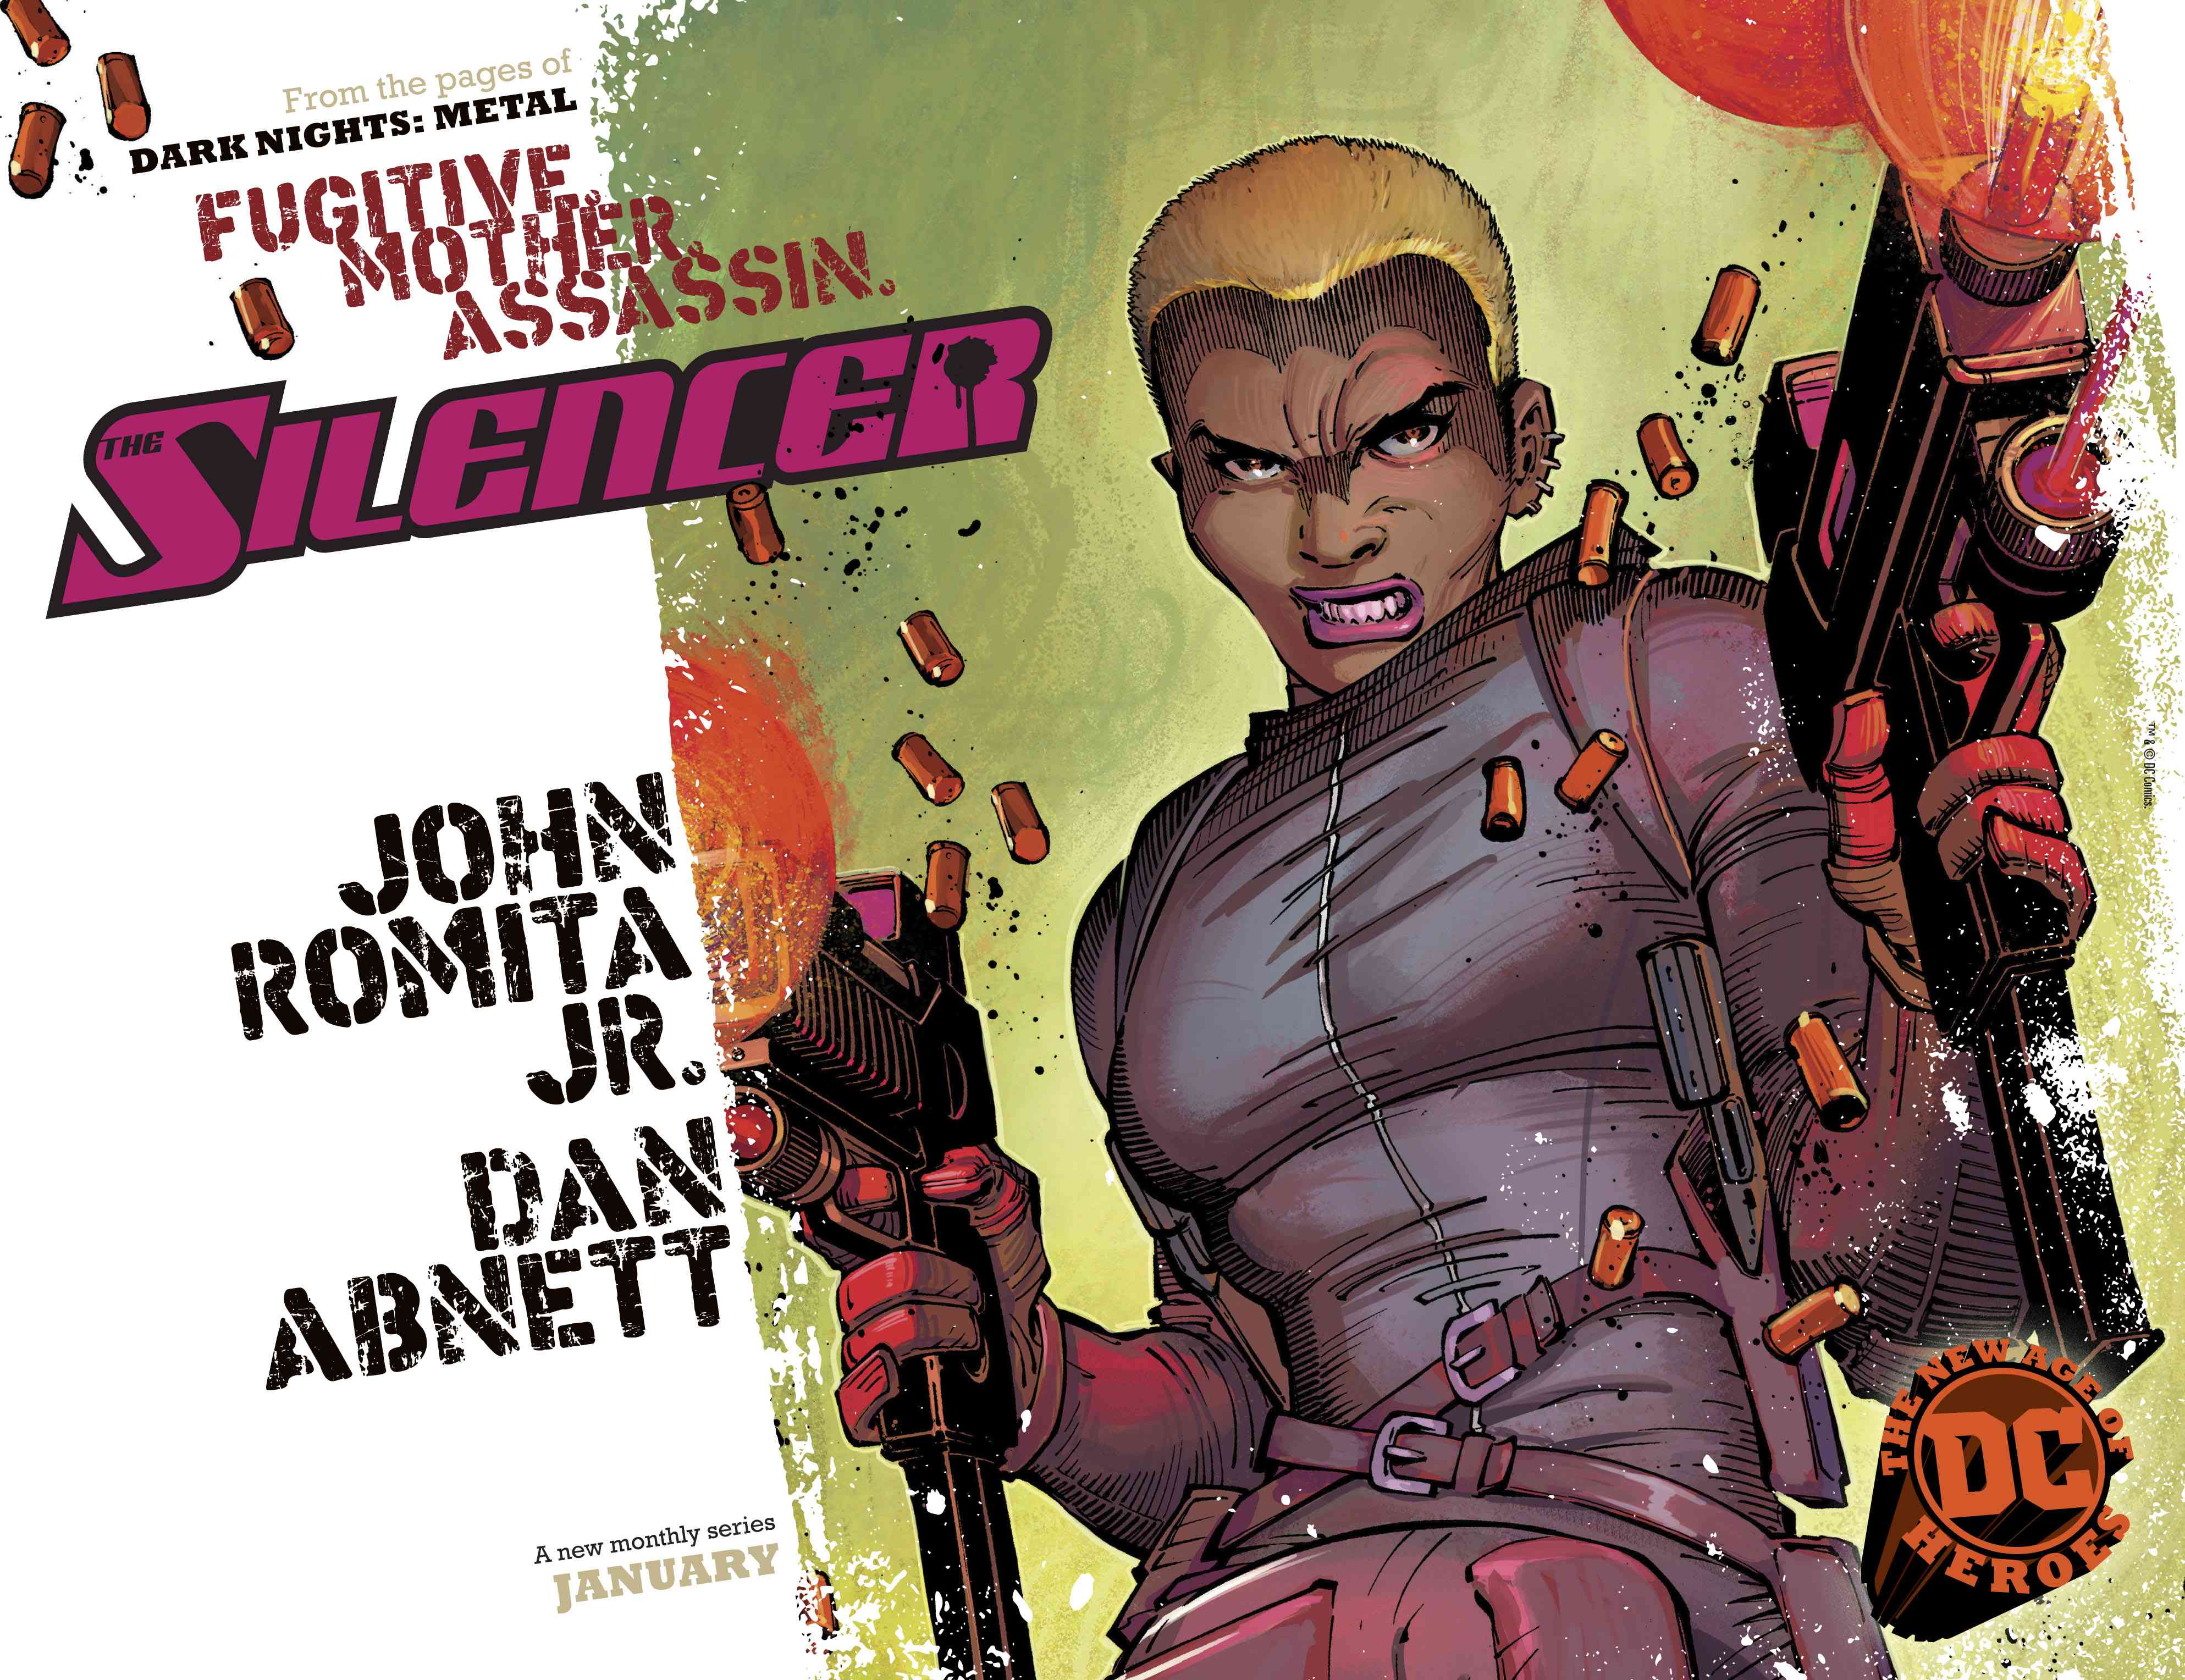 From the pages of
DARK NIGHTS: METAL
FUGITIVE.
MOTHER.
ASSASSIN.
THE SILENCER
JOHN
ROMITA
JR.
DAN
ABNETT
A new monthly series
JANUARY
™ & © DC Comics.
THE NEW AGE OF
DC
HEROES